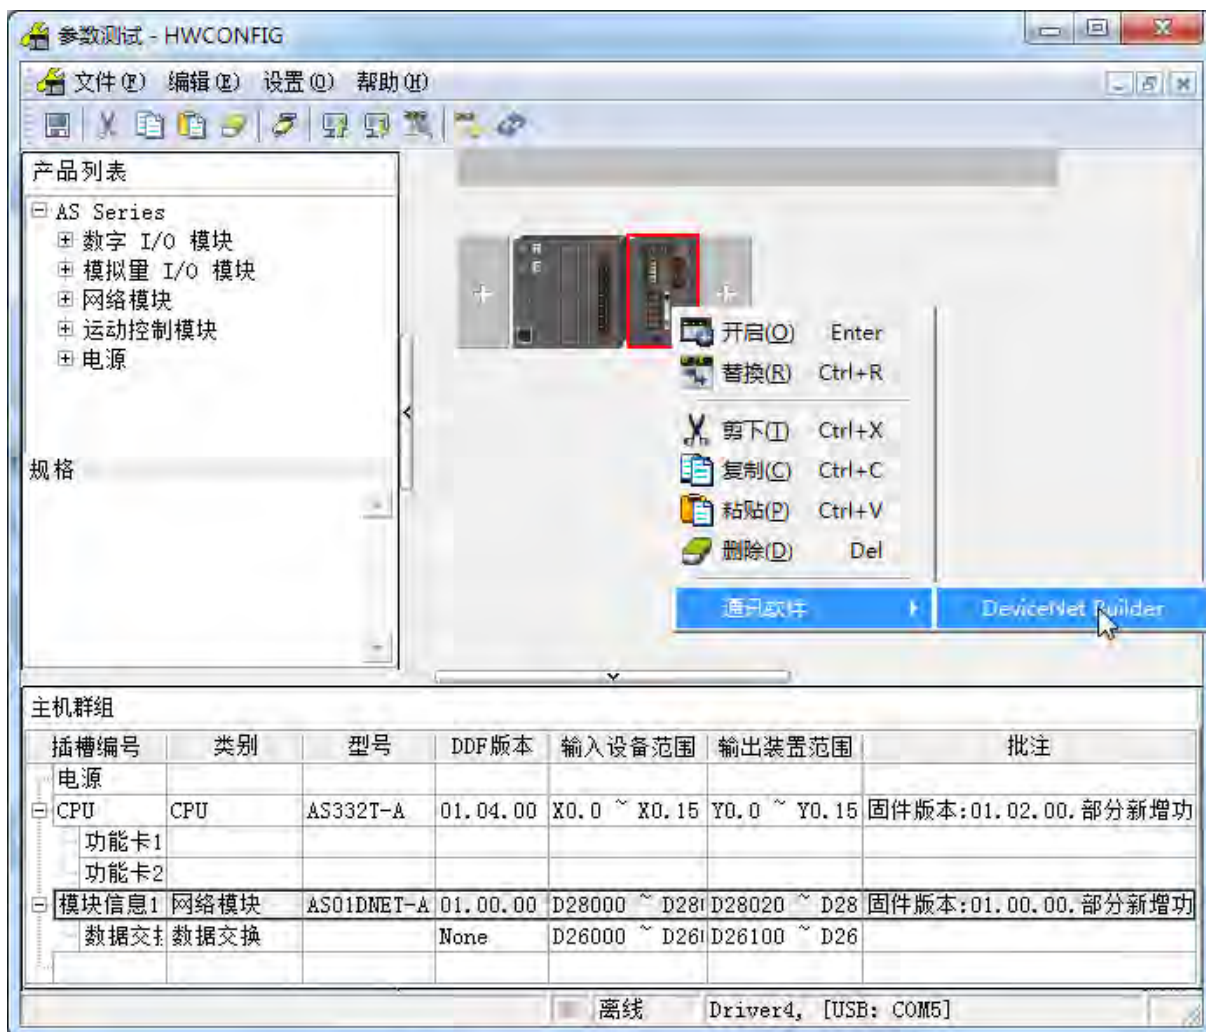 参数测试 - HWCONFIG
文件(F) 编辑(E) 设置(O) 帮助(H)
产品列表
AS Series
数字 I/O 模块
模拟量 I/O 模块
网络模块
运动控制模块
电源
规格
开启(O) Enter
替换(R) Ctrl+R
剪下(T) Ctrl+X
复制(C) Ctrl+C
粘贴(P) Ctrl+V
删除(D) Del
通讯软件 DeviceNet Builder
主机群组
插槽编号 类别 型号 DDF版本 输入设备范围 输出装置范围 批注
电源
CPU CPU AS332T-A 01.04.00 X0.0 ~ X0.15 Y0.0 ~ Y0.15 固件版本:01.02.00.部分新增功
功能卡1
功能卡2
模块信息1 网络模块 AS01DNET-A 01.00.00 D28000 ~ D28 D28020 ~ D28 固件版本:01.00.00.部分新增功
数据交 数据交换 None D26000 ~ D26 D26100 ~ D26
离线 Driver4, [USB: COM5]